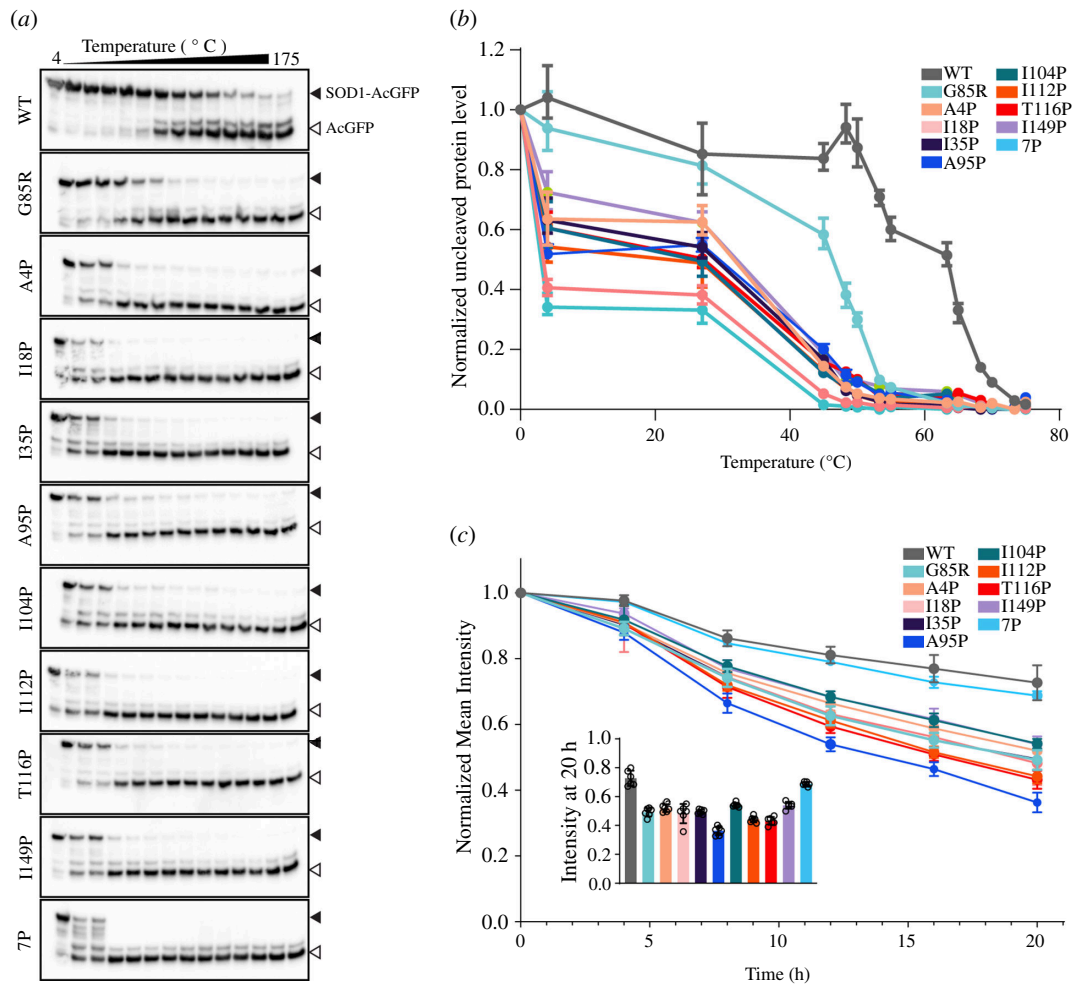 (a)
Temperature ( ° C )
4
175
WT
SOD1-AcGFP
AcGFP
G85R
A4P
I18P
I35P
A95P
I104P
I112P
T116P
I149P
7P
(b)
1.2
1.0
0.8
0.6
0.4
0.2
0.0
0
20
40
60
80
Normalized uncleaved protein level
Temperature (°C)
WT
G85R
A4P
I18P
I35P
A95P
I104P
I112P
T116P
I149P
7P
(c)
1.0
0.8
0.6
0.4
0.2
0.0
0
5
10
15
20
Normalized Mean Intensity
Time (h)
WT
G85R
A4P
I18P
I35P
A95P
I104P
I112P
T116P
I149P
7P
Intensity at 20 h
1.0
0.8
0.6
0.4
0.2
0.0